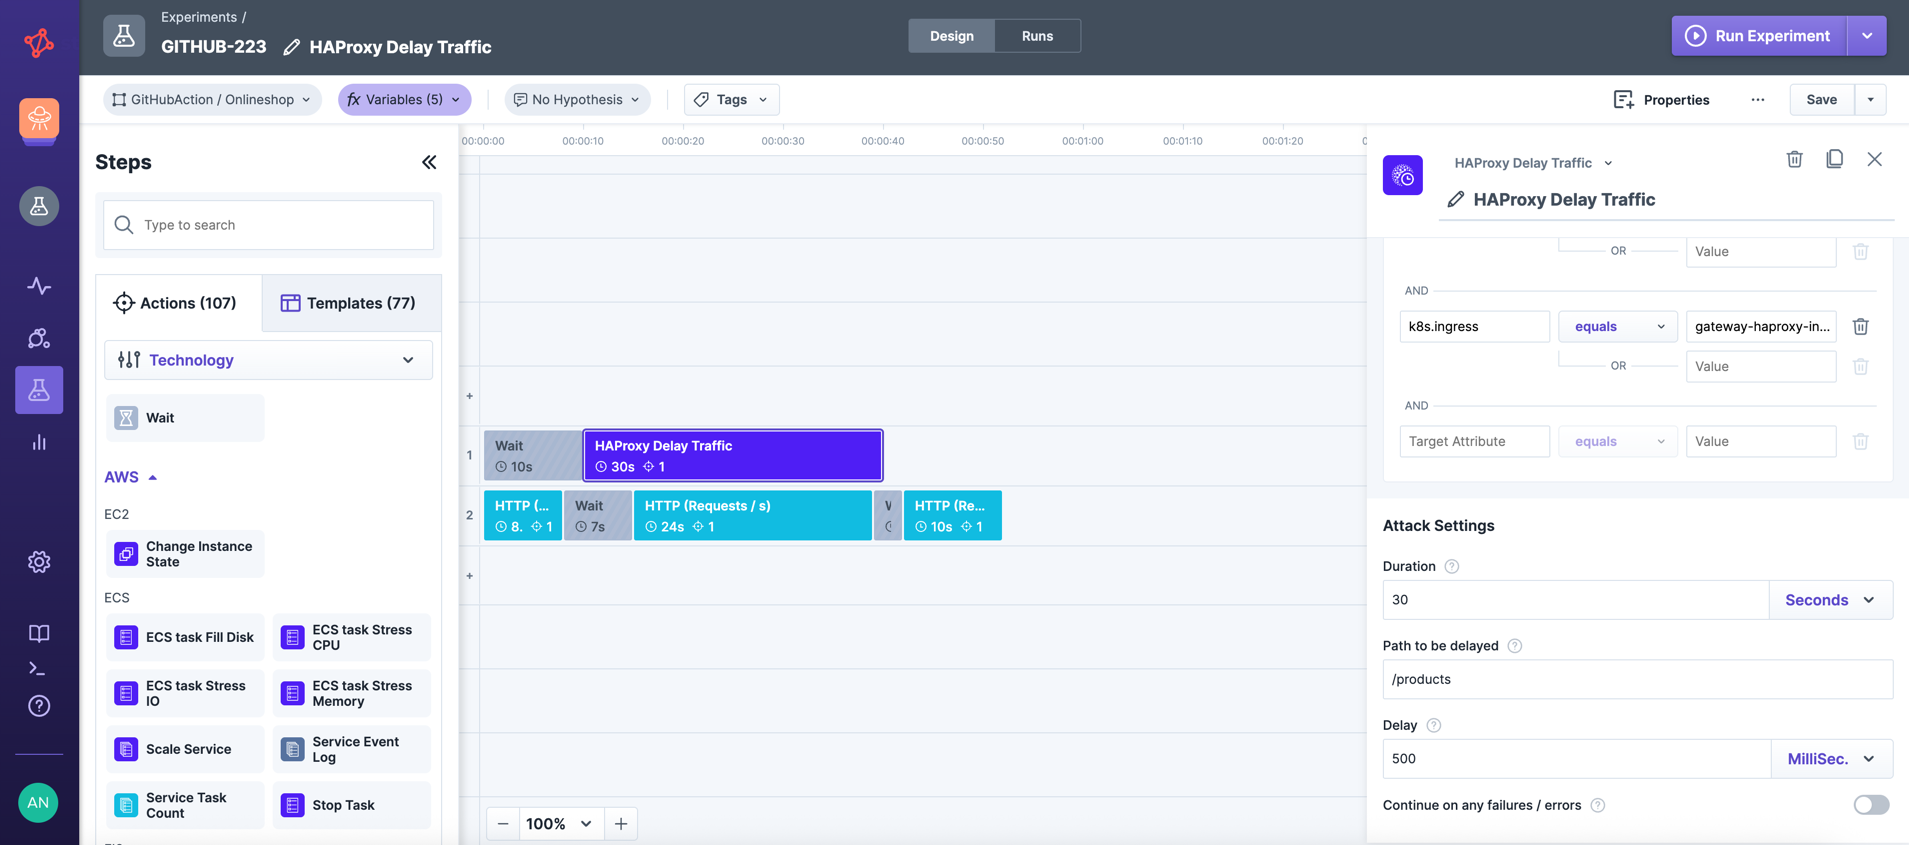 Experiments /
GITHUB-223 HAProxy Delay Traffic
Design Runs
Run Experiment
GitHubAction / Onlineshop
fx Variables (5)
No Hypothesis
Tags
Properties
...
Save
Steps
Type to search
Actions (107) Templates (77)
Technology
Wait
AWS
EC2
Change Instance
State
ECS
ECS task Fill Disk
ECS task Stress
CPU
ECS task Stress
IO
ECS task Stress
Memory
Scale Service
Service Event
Log
Service Task
Count
Stop Task
00:00:00 00:00:10 00:00:20 00:00:30 00:00:40 00:00:50 00:01:00 00:01:10 00:01:20
+
1
Wait
10s
HAProxy Delay Traffic
30s 1
2
HTTP (...
8. 1
Wait
7s
HTTP (Requests / s)
24s 1
HTTP (Re...
10s 1
+
100%
HAProxy Delay Traffic
HAProxy Delay Traffic
OR Value
AND
k8s.ingress equals gateway-haproxy-in...
OR Value
AND
Target Attribute equals Value
Attack Settings
Duration ?
30 Seconds
Path to be delayed ?
/products
Delay ?
500 MilliSec.
Continue on any failures / errors ?
AN